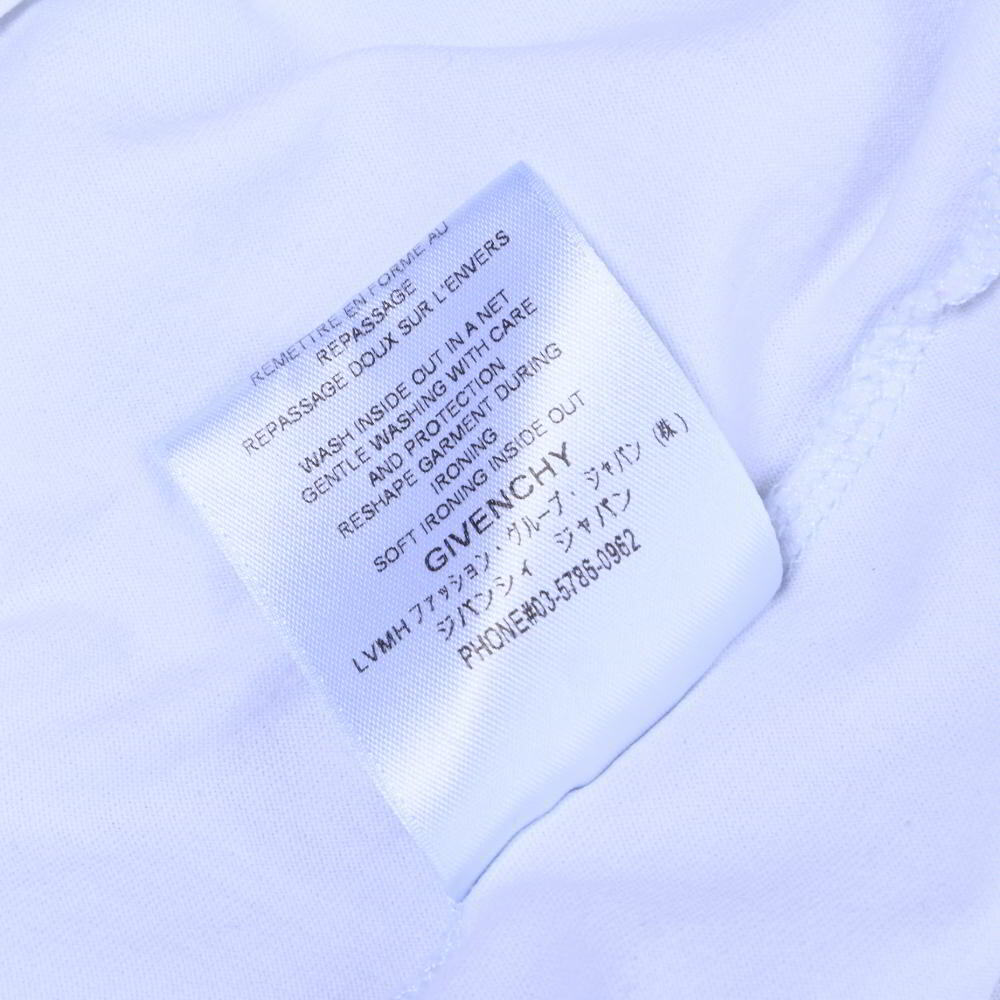 REMETTRE EN FORME AU
REPASSAGE
REPASSAGE DOUX SUR L'ENVERS
WASH INSIDE OUT IN A NET
GENTLE WASHING WITH CARE
AND PROTECTION
RESHAPE GARMENT DURING
IRONING
SOFT IRONING INSIDE OUT
GIVENCHY
LVMH ファッション・グループ・ジャパン (株)
ジバンシイ ジャパン
PHONE#03-5786-0962